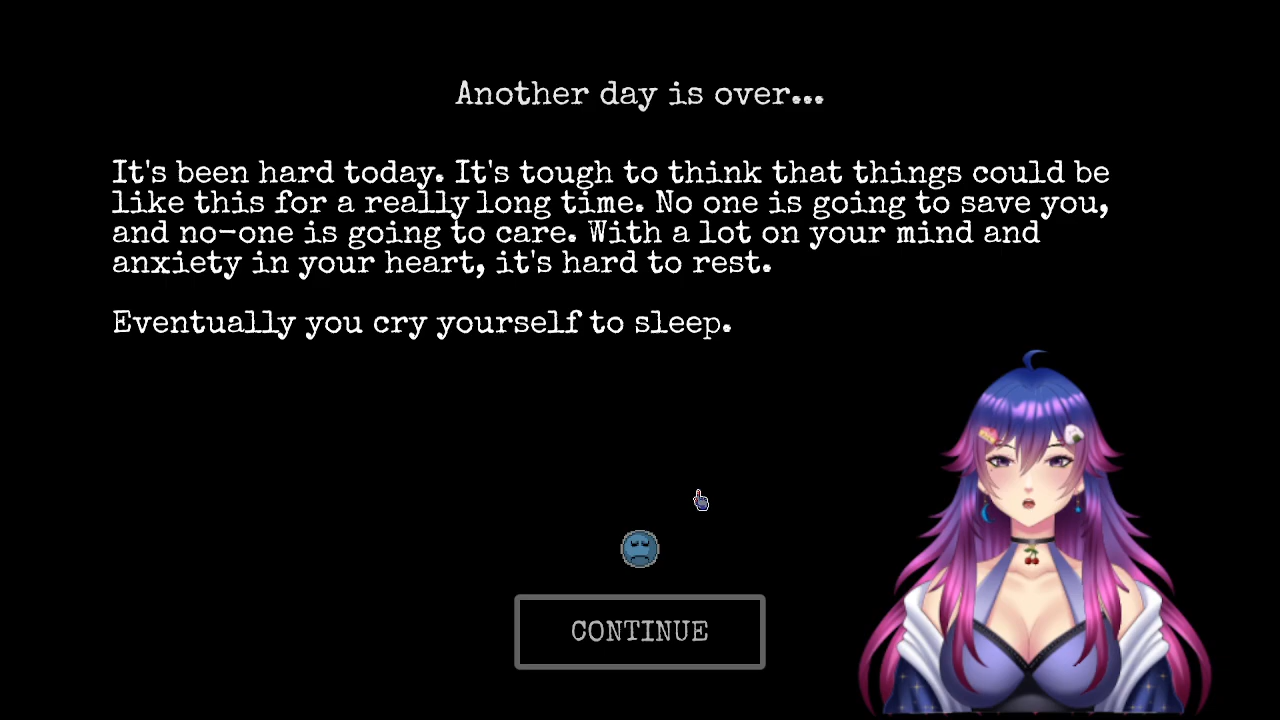 Another day is over...
It's been hard today. It's tough to think that things could be
like this for a really long time. No one is going to save you,
and no-one is going to care. With a lot on your mind and
anxiety in your heart, it's hard to rest.
Eventually you cry yourself to sleep.
CONTINUE